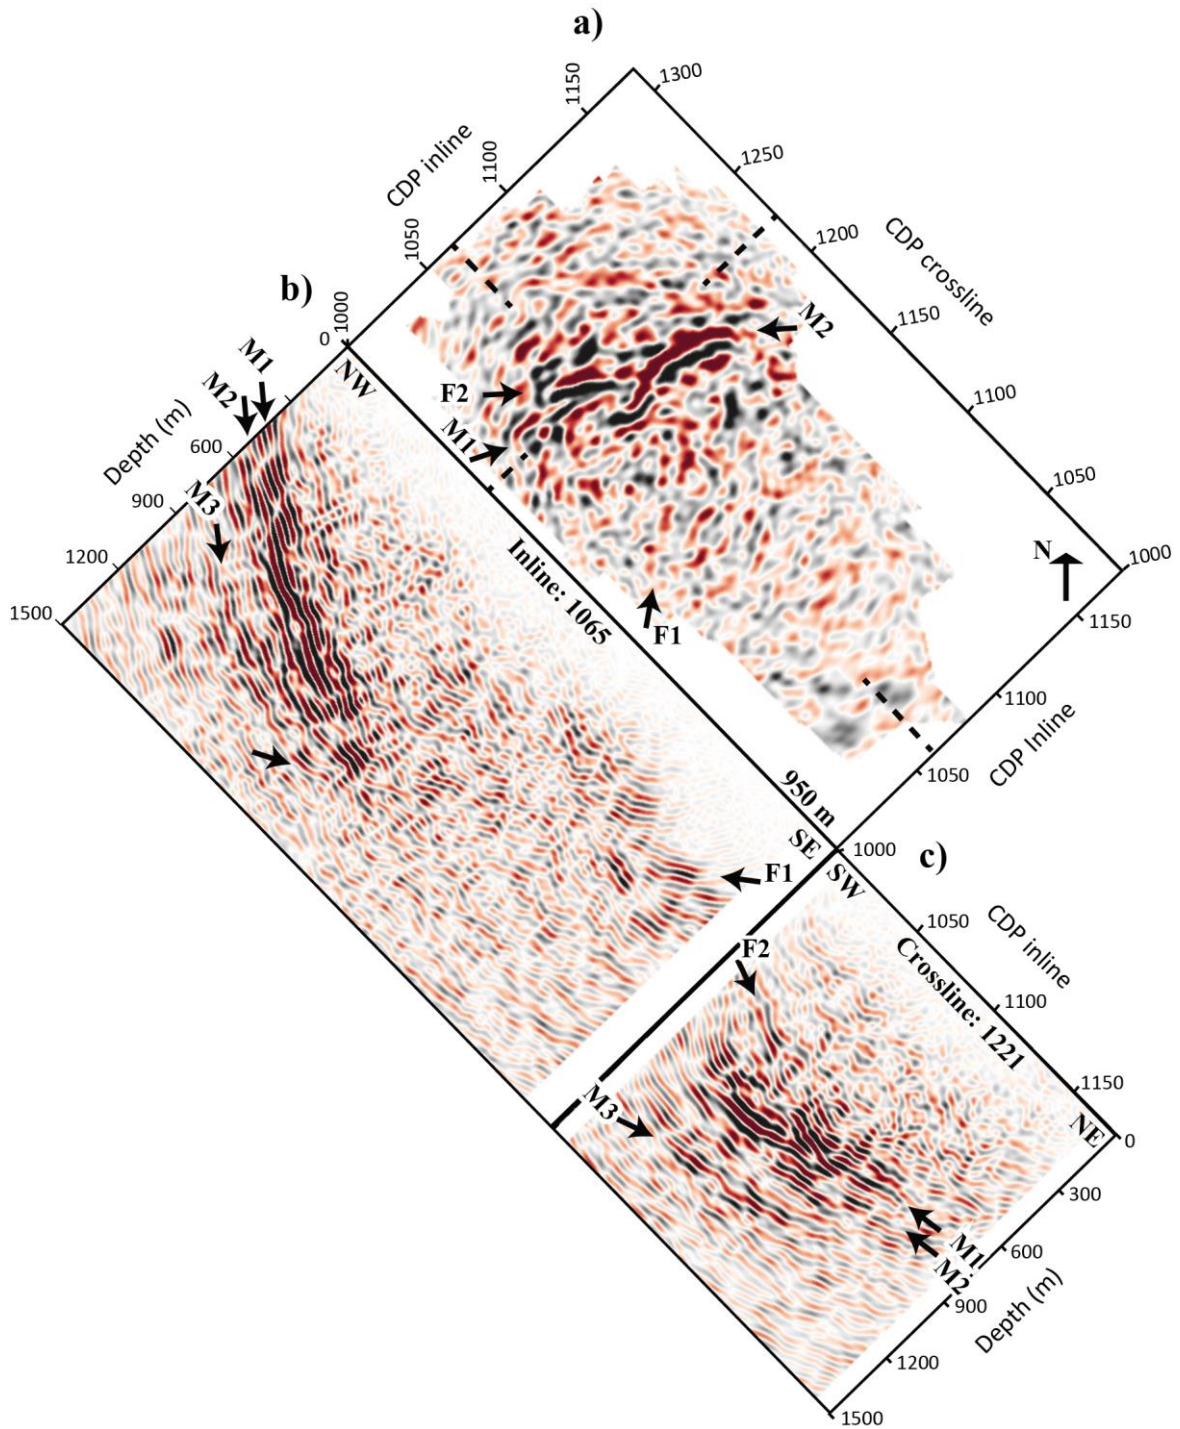 a)
1150
1300
CDP inline
1100
1250
1050
1200
CDP crossline
b)
0
1000
1150
M2
M1
NW
M2
F2
1100
Depth (m)
M1
600
900
M3
1050
1200
N
1000
Inline: 1065
1500
1150
F1
1100
CDP Inline
950 m
1050
SE
1000
c)
F1
SW
1050
CDP inline
F2
Crossline: 1221
1100
M3
1150
NE
0
300
M1
600
M2
900
Depth (m)
1200
1500